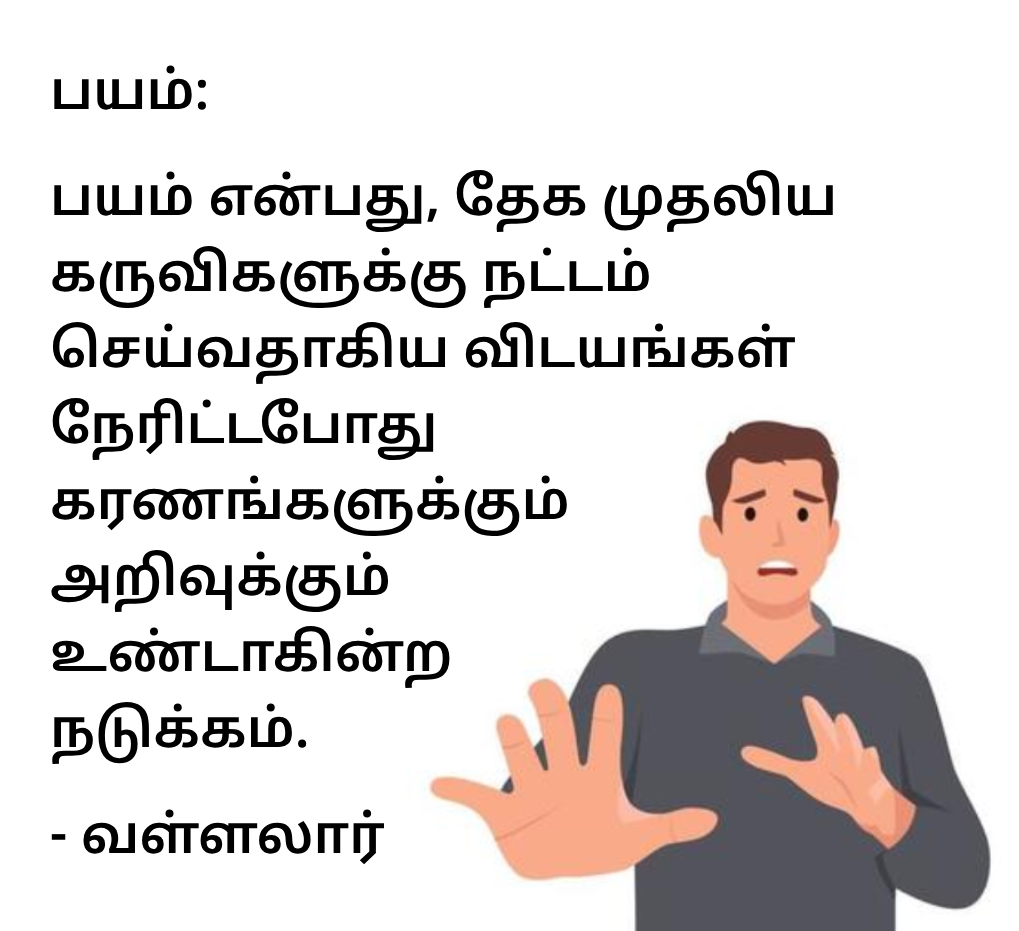 பயம்:
பயம் என்பது, தேக முதலிய
கருவிகளுக்கு நட்டம்
செய்வதாகிய விடயங்கள்
நேரிட்டபோது
கரணங்களுக்கும்
அறிவுக்கும்
உண்டாகின்ற
நடுக்கம்.
- வள்ளலார்